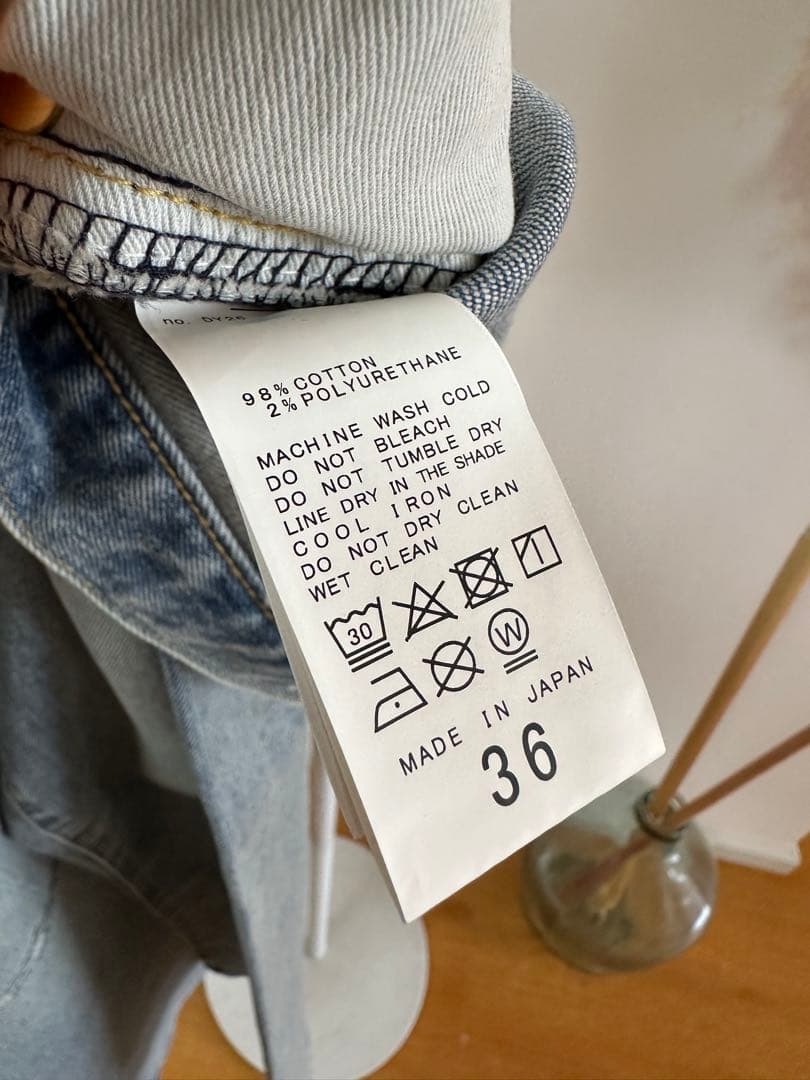 no.
98% COTTON
2% POLYURETHANE
MACHINE WASH COLD
DO NOT BLEACH
DO NOT TUMBLE DRY
LINE DRY IN THE SHADE
COOL IRON
DO NOT DRY CLEAN
WET CLEAN
30
W
MADE IN JAPAN
36